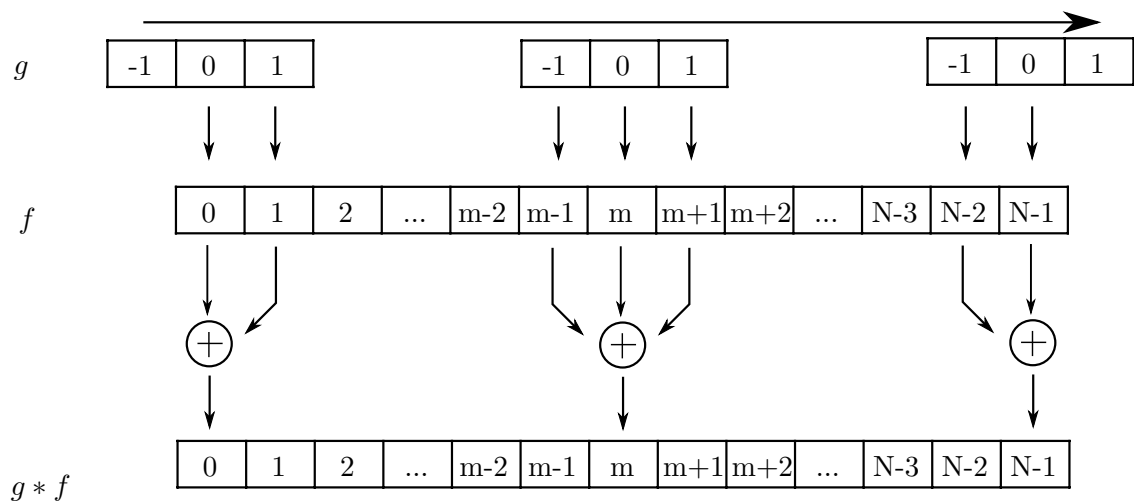 g -1 0 1 -1 0 1 -1 0 1
f 0 1 2 ... m-2 m-1 m m+1 m+2 ... N-3 N-2 N-1
+ + +
g * f 0 1 2 ... m-2 m-1 m m+1 m+2 ... N-3 N-2 N-1